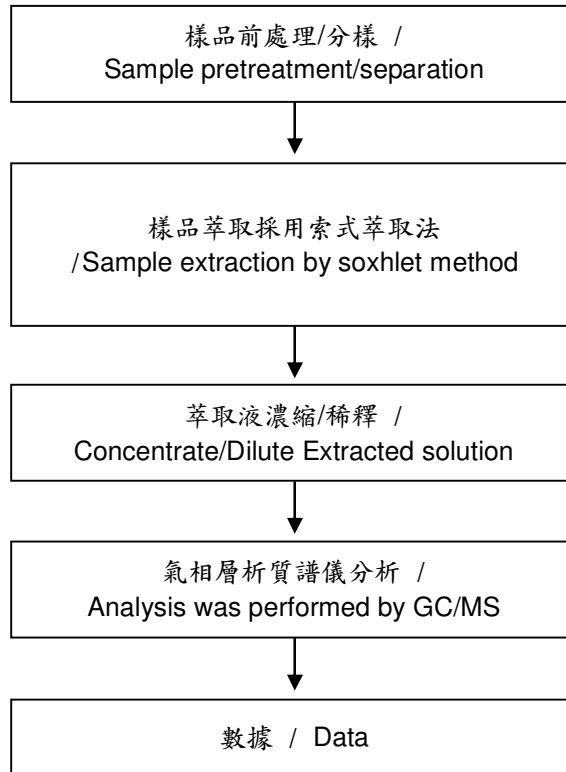 樣品前處理/分樣 /
Sample pretreatment/separation
樣品萃取採用索式萃取法
/Sample extraction by soxhlet method
萃取液濃縮/稀釋 /
Concentrate/Dilute Extracted solution
氣相層析質譜儀分析 /
Analysis was performed by GC/MS
數據 / Data